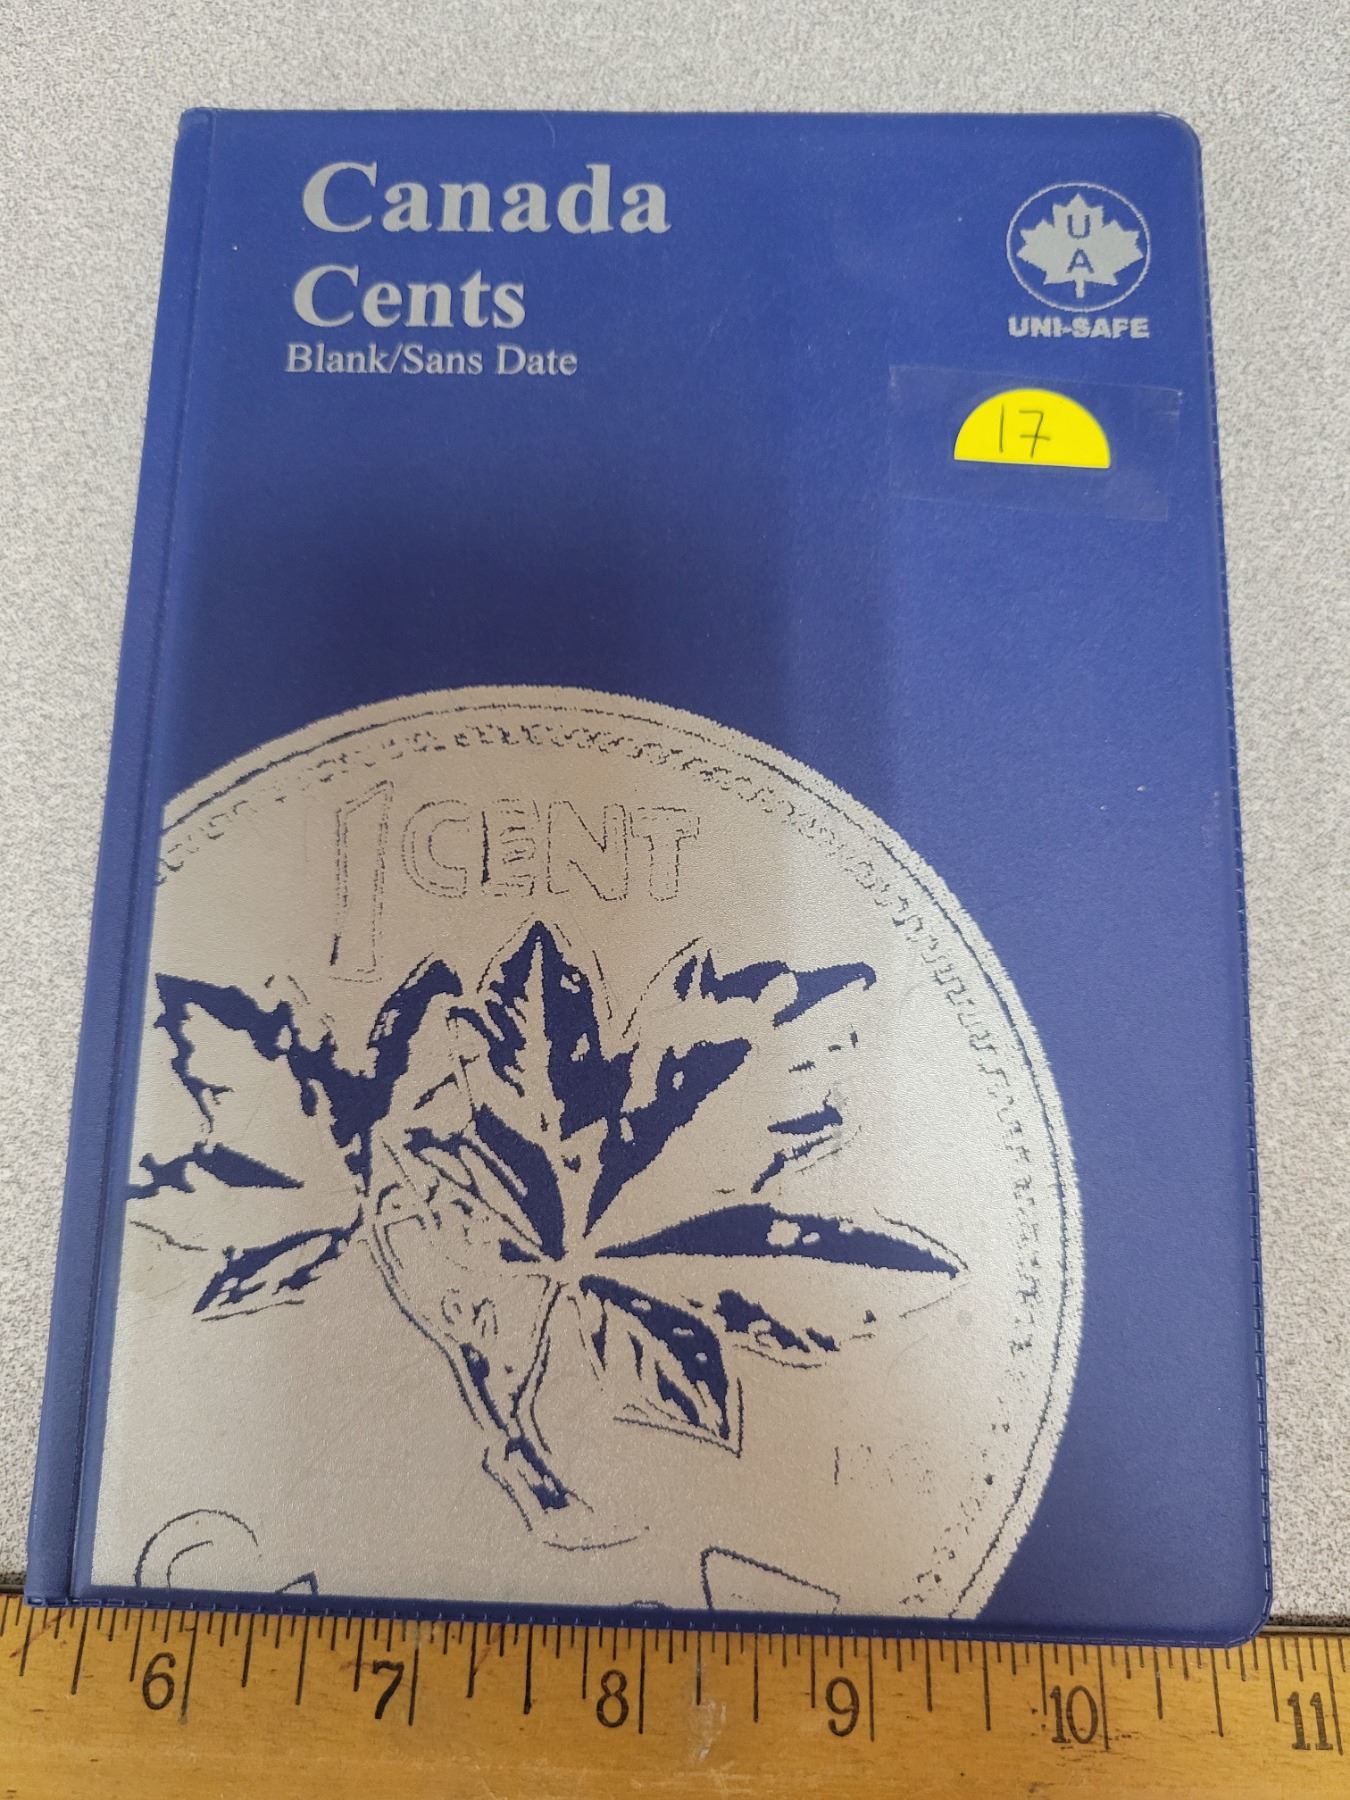 Canada
Cents
Blank/Sans Date
U
A
UNI-SAFE
17
1 CENT
6 7 8 9 10 11